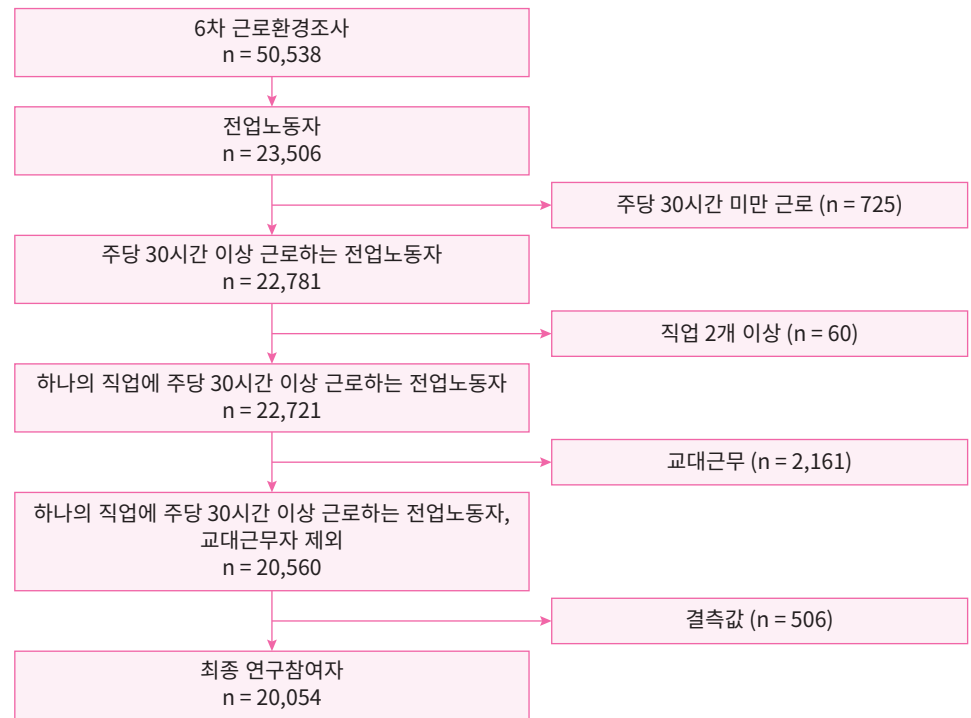 6차 근로환경조사
n = 50,538
전업노동자
n = 23,506
주당 30시간 미만 근로 (n = 725)
주당 30시간 이상 근로하는 전업노동자
n = 22,781
직업 2개 이상 (n = 60)
하나의 직업에 주당 30시간 이상 근로하는 전업노동자
n = 22,721
교대근무 (n = 2,161)
하나의 직업에 주당 30시간 이상 근로하는 전업노동자,
교대근무자 제외
n = 20,560
결측값 (n = 506)
최종 연구참여자
n = 20,054